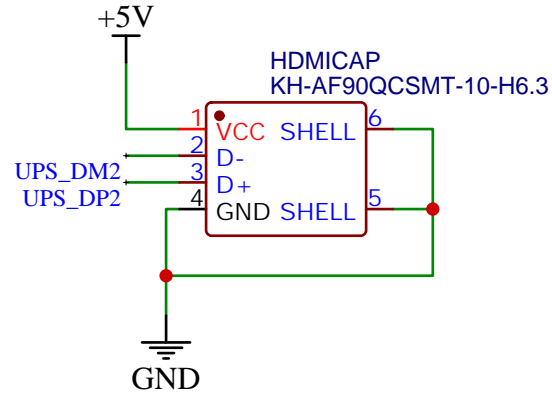 +5V
HDMICAP
KH-AF90QCSMT-10-H6.3
1 VCC SHELL 6
UPS_DM2 2 D-
UPS_DP2 3 D+
4 GND SHELL 5
GND